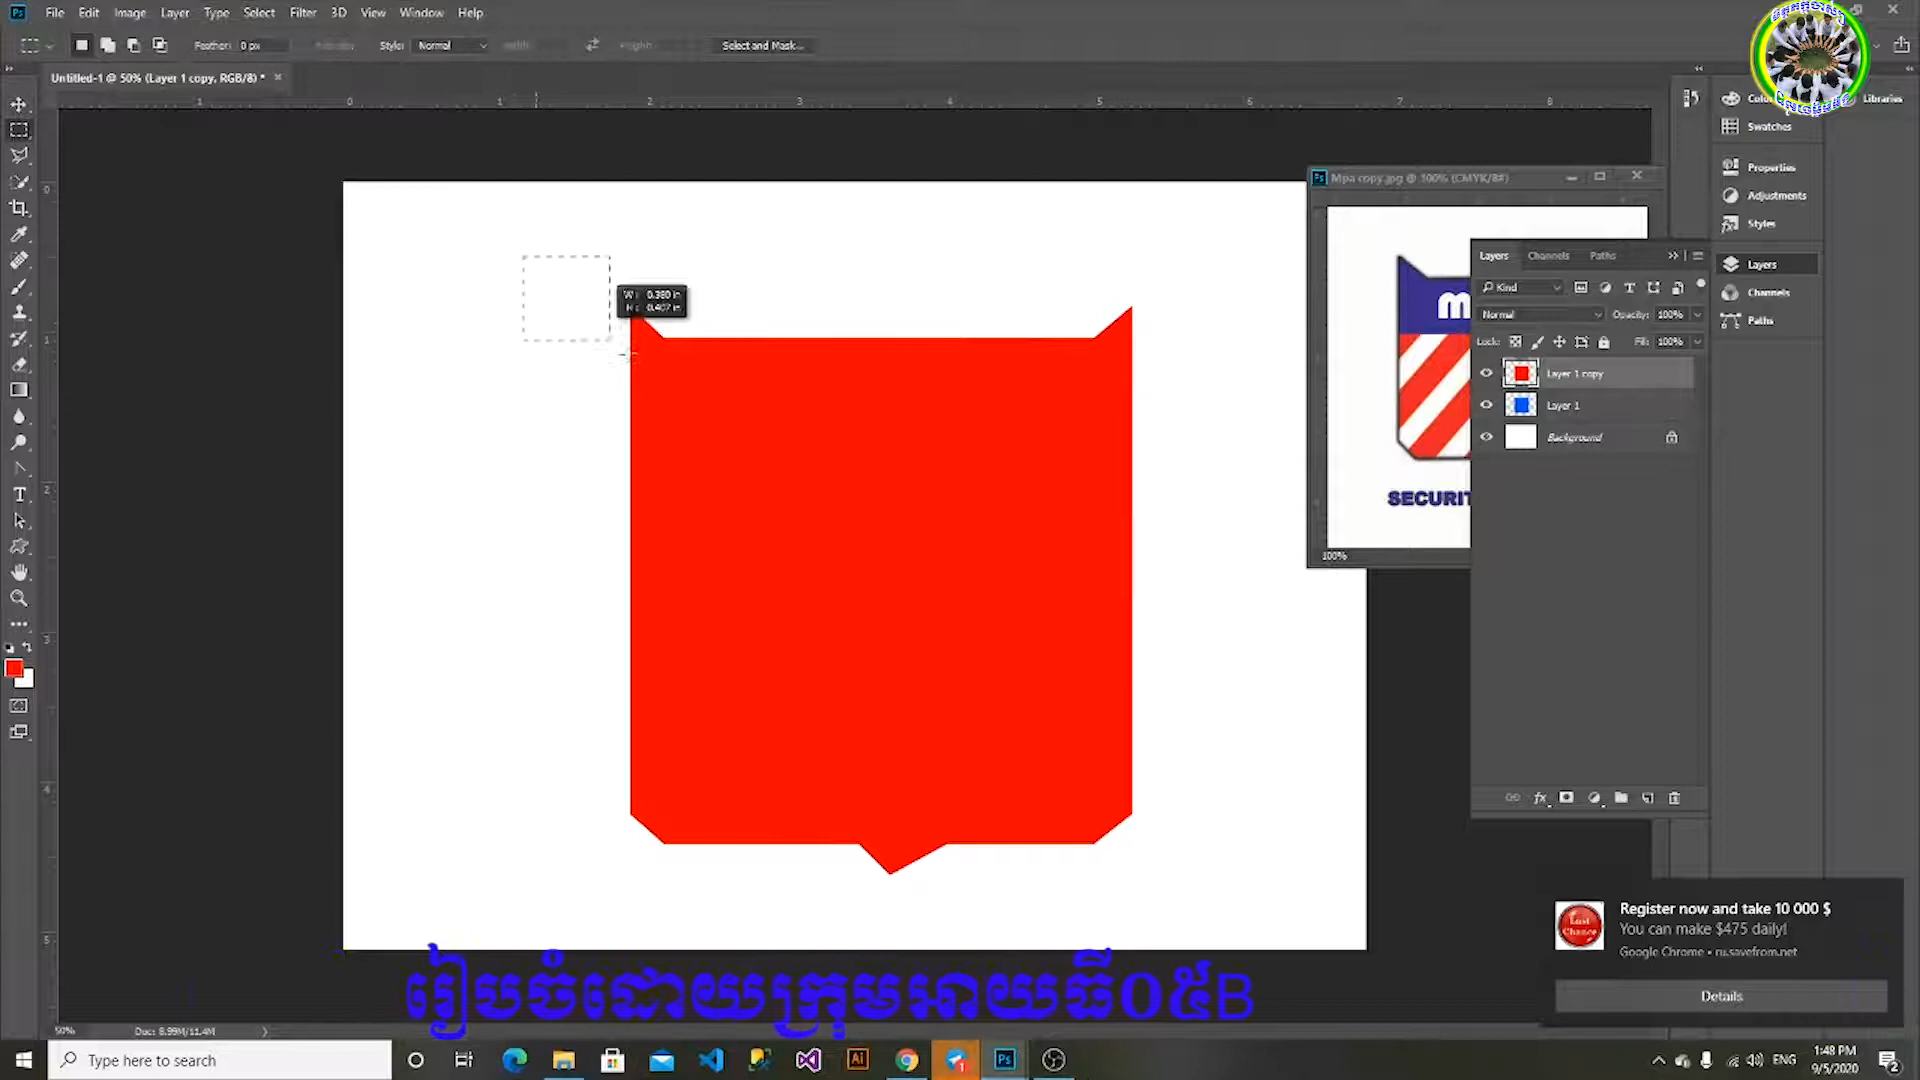 File Edit Image Layer Type Select Filter 3D View Window Help
Feather: 0 px Style: Normal Select and Mask...
Untitled-1 @ 50% (Layer 1 copy, RGB/8) *
Libraries
Swatches
Properties
Adjustments
Styles
Layers
Channels
Paths
Mpa copy.jpg @ 100% (CMYK/8#)
SECURIT
100%
Layers Channels Paths
Kind
Normal Opacity: 100%
Lock: Fill: 100%
Layer 1 copy
Layer 1
Background
W: 0.380 in
H: 0.407 in
Register now and take 10 000 $
You can make $475 daily!
Google Chrome • ru.savefrom.net
Details
Last
Chance
រៀបចំដោយក្រុមអាយធី០៥B
50% Doc: 8.99M/11.4M
Type here to search
ENG
1:48 PM
9/5/2020